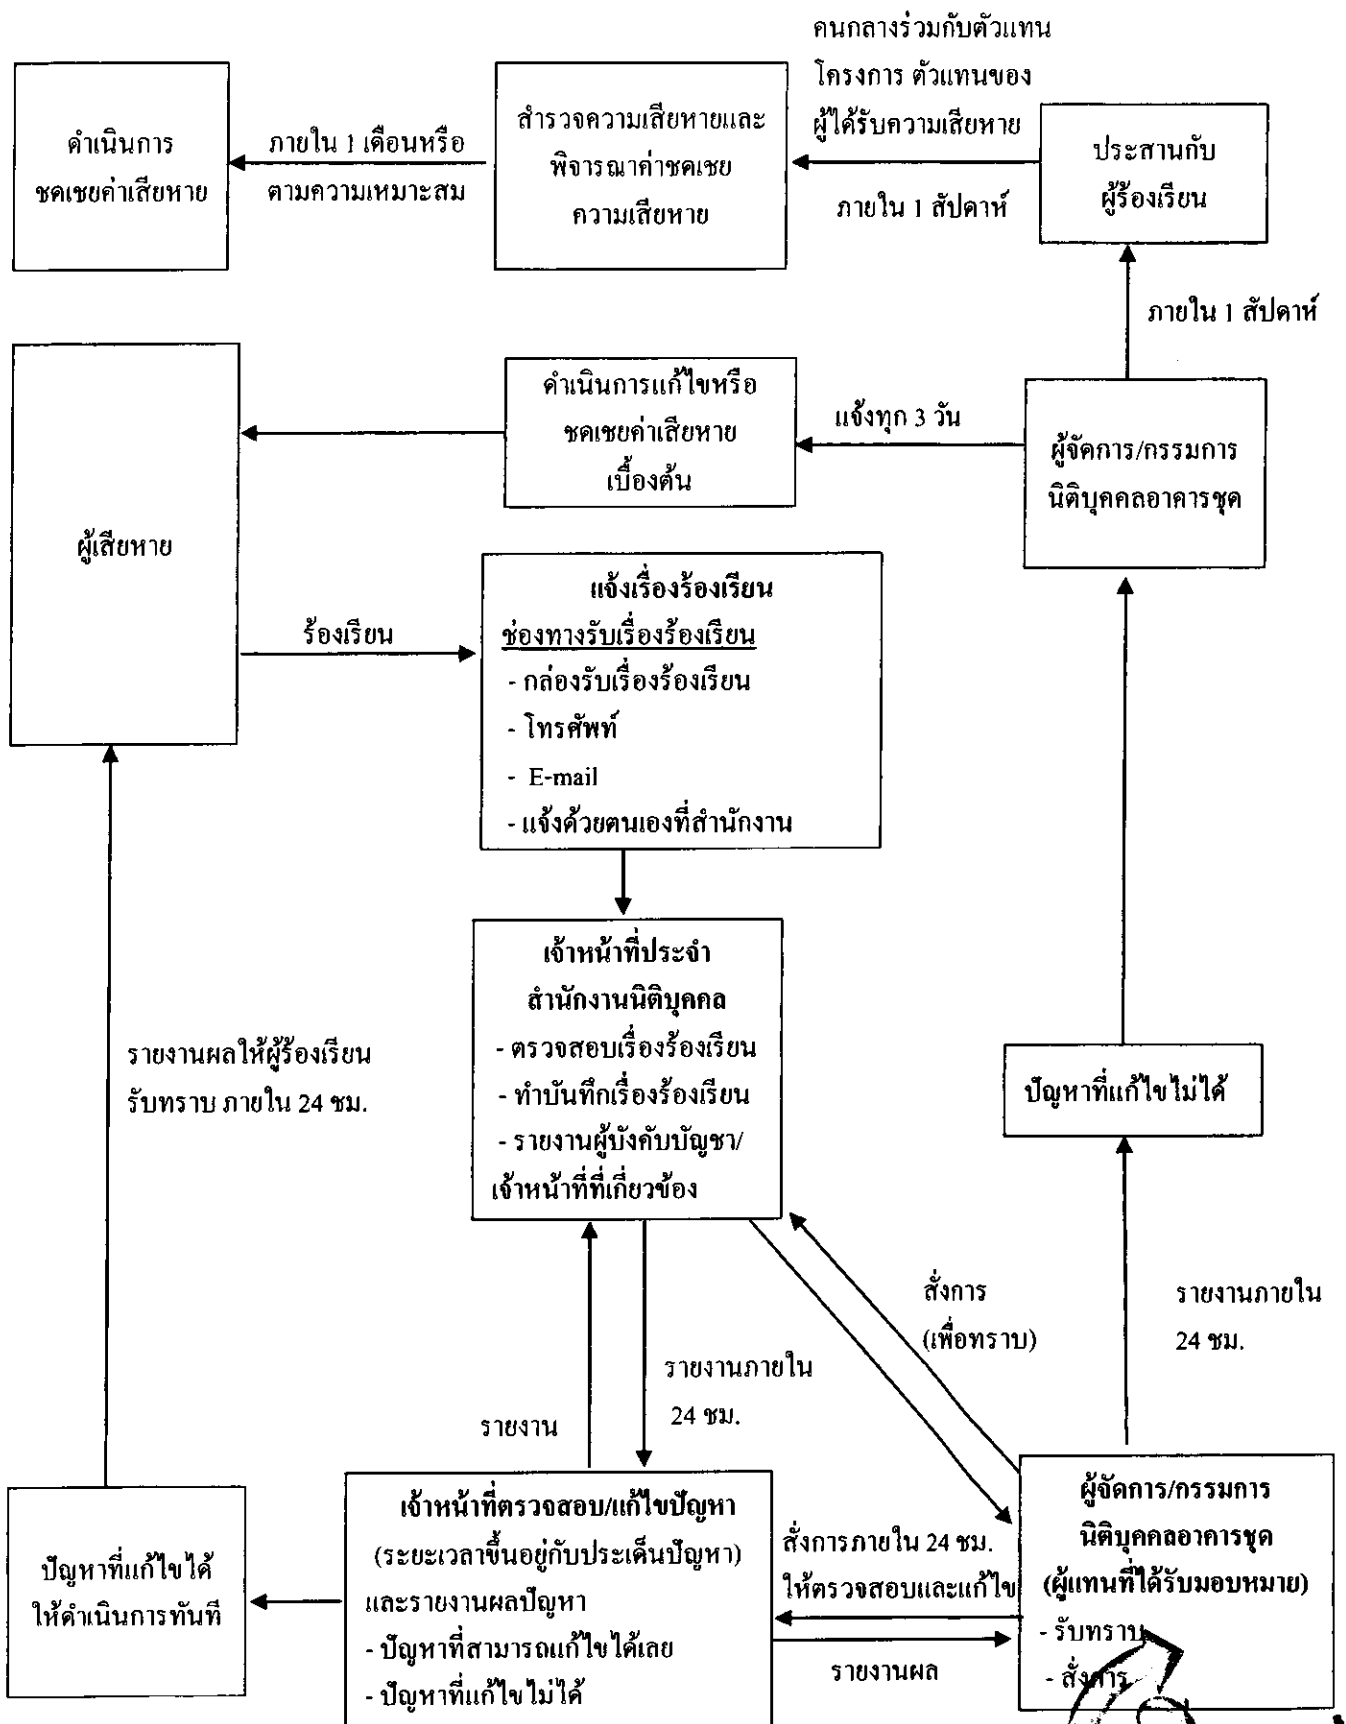 คนกลางร่วมกับตัวแทน
โครงการ ตัวแทนของ
ผู้ได้รับความเสียหาย
ดำเนินการ
ชดเชยค่าเสียหาย
ภายใน 1 เดือนหรือ
ตามความเหมาะสม
สำรวจความเสียหายและ
พิจารณาค่าชดเชย
ความเสียหาย
ภายใน 1 สัปดาห์
ประสานกับ
ผู้ร้องเรียน
ภายใน 1 สัปดาห์
ผู้เสียหาย
ดำเนินการแก้ไขหรือ
ชดเชยค่าเสียหาย
เบื้องต้น
แจ้งทุก 3 วัน
ผู้จัดการ/กรรมการ
นิติบุคคลอาคารชุด
ร้องเรียน
แจ้งเรื่องร้องเรียน
ช่องทางรับเรื่องร้องเรียน
- กล่องรับเรื่องร้องเรียน
- โทรศัพท์
- E-mail
- แจ้งด้วยตนเองที่สำนักงาน
เจ้าหน้าที่ประจำ
สำนักงานนิติบุคคล
- ตรวจสอบเรื่องร้องเรียน
- ทำบันทึกเรื่องร้องเรียน
- รายงานผู้บังคับบัญชา/
เจ้าหน้าที่ที่เกี่ยวข้อง
รายงานผลให้ผู้ร้องเรียน
รับทราบ ภายใน 24 ชม.
ปัญหาที่แก้ไขไม่ได้
สั่งการ
(เพื่อทราบ)
รายงานภายใน
24 ชม.
รายงานภายใน
24 ชม.
รายงาน
ปัญหาที่แก้ไขได้
ให้ดำเนินการทันที
เจ้าหน้าที่ตรวจสอบ/แก้ไขปัญหา
(ระยะเวลาขึ้นอยู่กับประเด็นปัญหา)
และรายงานผลปัญหา
- ปัญหาที่สามารถแก้ไขได้เลย
- ปัญหาที่แก้ไขไม่ได้
สั่งการภายใน 24 ชม.
ให้ตรวจสอบและแก้ไข
รายงานผล
ผู้จัดการ/กรรมการ
นิติบุคคลอาคารชุด
(ผู้แทนที่ได้รับมอบหมาย)
- รับทราบ
- สั่งการ